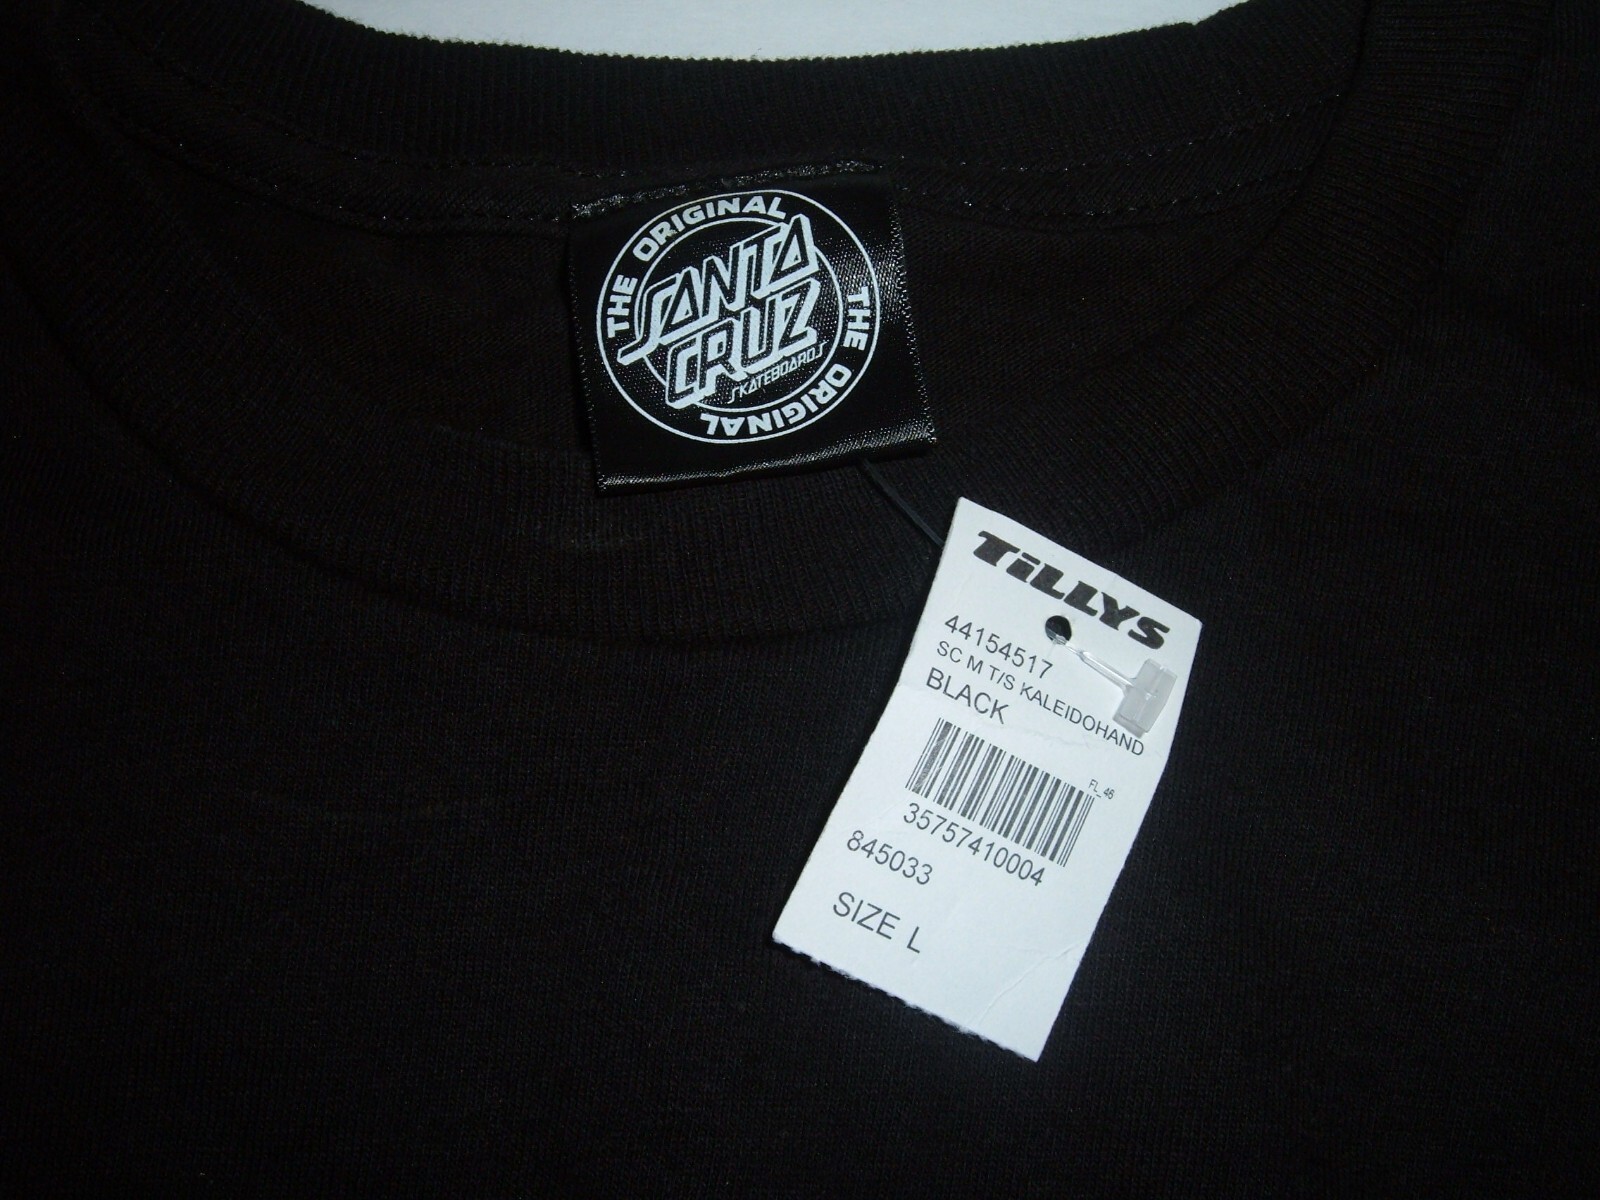 THE ORIGINAL
SANTA
CRUZ
SKATEBOARDS
THE ORIGINAL
TiLLYS
44154517
SC M T/S KALEIDOHAND
BLACK
FL_46
35757410004
845033
SIZE L